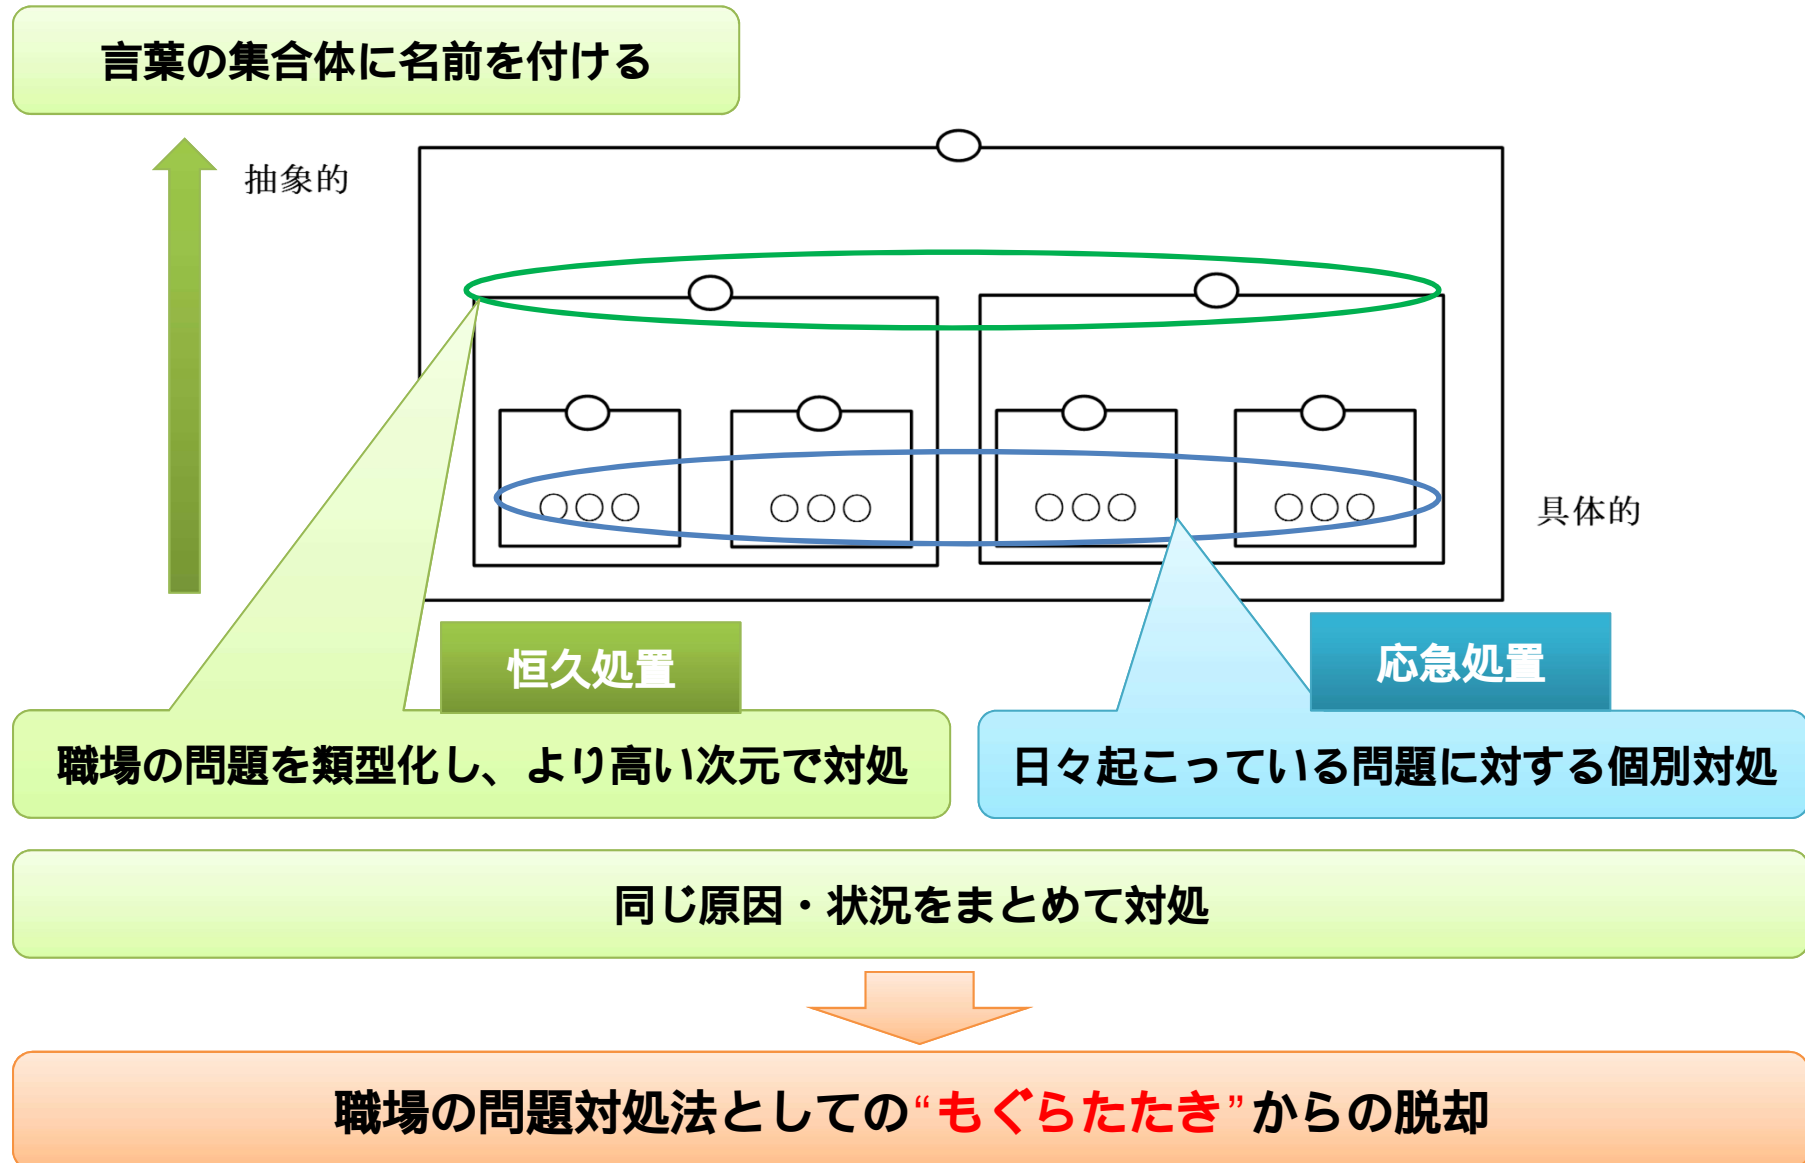 言葉の集合体に名前を付ける
抽象的
具体的
恒久処置
応急処置
職場の問題を類型化し、より高い次元で対処
日々起こっている問題に対する個別対処
同じ原因・状況をまとめて対処
職場の問題対処法としての“もぐらたたき”からの脱却